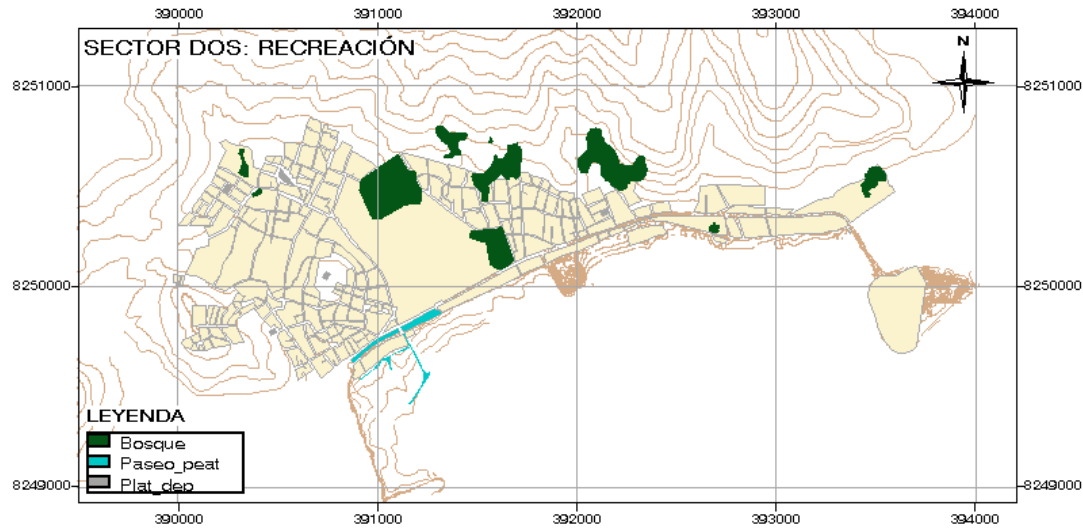 390000 391000 392000 393000 394000
SECTOR DOS: RECREACIÓN
N
8251000 8251000
8250000 8250000
LEYENDA
Bosque
Paseo_peat
Plat_dep
8249000 8249000
390000 391000 392000 393000 394000